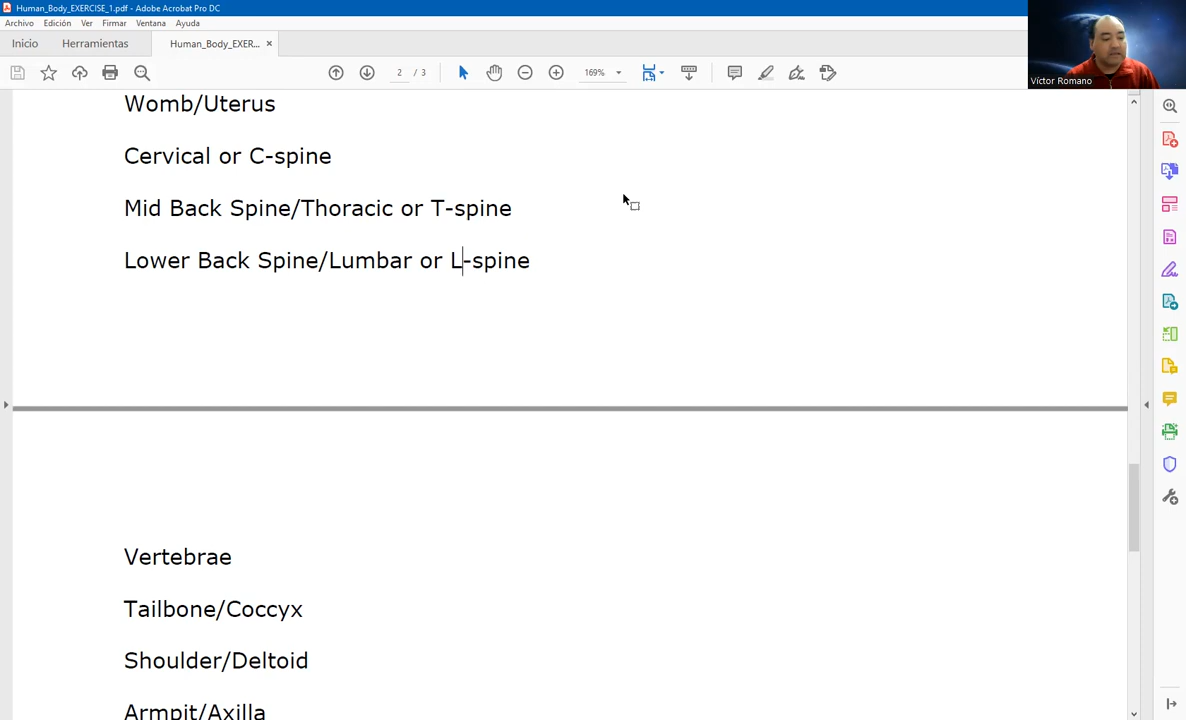 Human_Body_EXERCISE_1.pdf - Adobe Acrobat Pro DC
Archivo Edición Ver Firmar Ventana Ayuda
Inicio Herramientas Human_Body_EXER... ×
2 / 3 169%
Víctor Romano
Womb/Uterus
Cervical or C-spine
Mid Back Spine/Thoracic or T-spine
Lower Back Spine/Lumbar or L-spine
Vertebrae
Tailbone/Coccyx
Shoulder/Deltoid
Armpit/Axilla